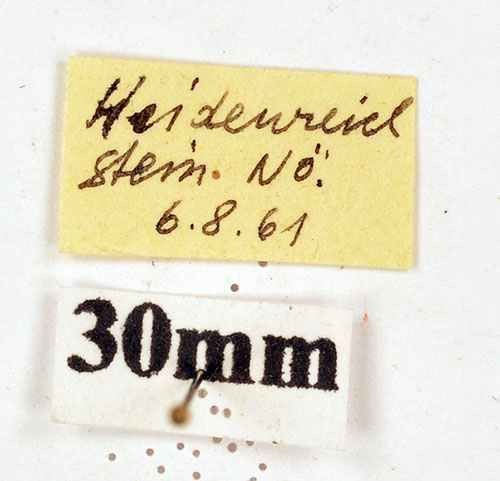 Heidenreich
stein. NÖ.
6.8.61
30mm